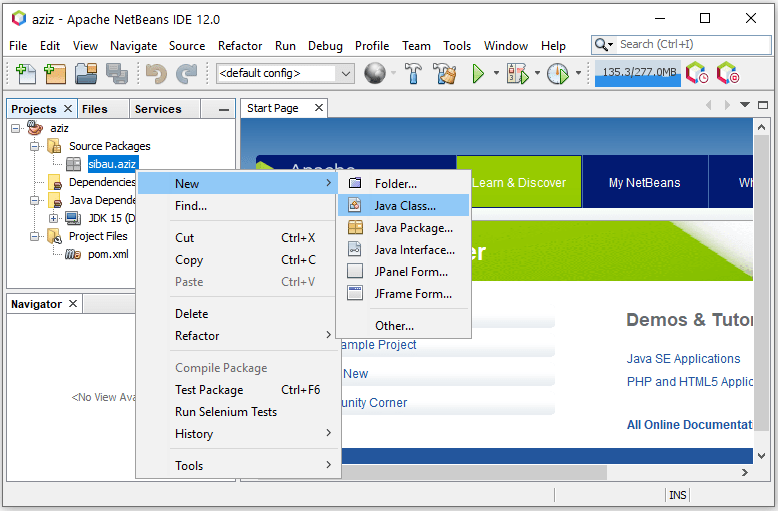 aziz - Apache NetBeans IDE 12.0
File Edit View Navigate Source Refactor Run Debug Profile Team Tools Window Help
Search (Ctrl+I)
<default config>
135.3/277.0MB
Projects Files Services
Start Page
aziz
Source Packages
sibau.aziz
Dependencies
Java Depende
JDK 15 (D
Project Files
pom.xml
Navigator
<No View Ava
New
Find...
Cut Ctrl+X
Copy Ctrl+C
Paste Ctrl+V
Delete
Refactor
Compile Package
Test Package Ctrl+F6
Run Selenium Tests
History
Tools
Folder...
Java Class...
Java Package...
Java Interface...
JPanel Form...
JFrame Form...
Other...
Apache
Learn & Discover
My NetBeans
Wh
er
ample Project
New
unity Corner
Demos & Tutor
Java SE Applications
PHP and HTML5 Applic
All Online Documentat
INS